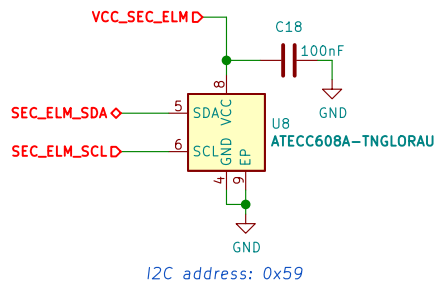 VCC_SEC_ELM
C18
100nF
GND
8
VCC
SEC_ELM_SDA
5
SDA
U8
ATECC608A-TNGLORAU
SEC_ELM_SCL
6
SCL
GND
EP
4
9
GND
I2C address: 0x59